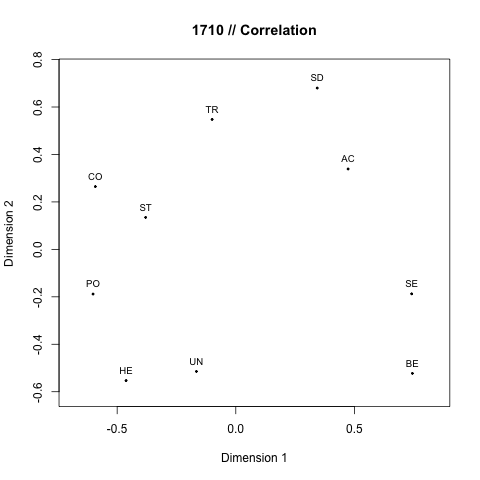 1710 // Correlation
0.8
0.6
0.4
0.2
0.0
-0.2
-0.4
-0.6
Dimension 2
SD
TR
AC
CO
ST
PO
SE
UN
BE
HE
-0.5
0.0
0.5
Dimension 1